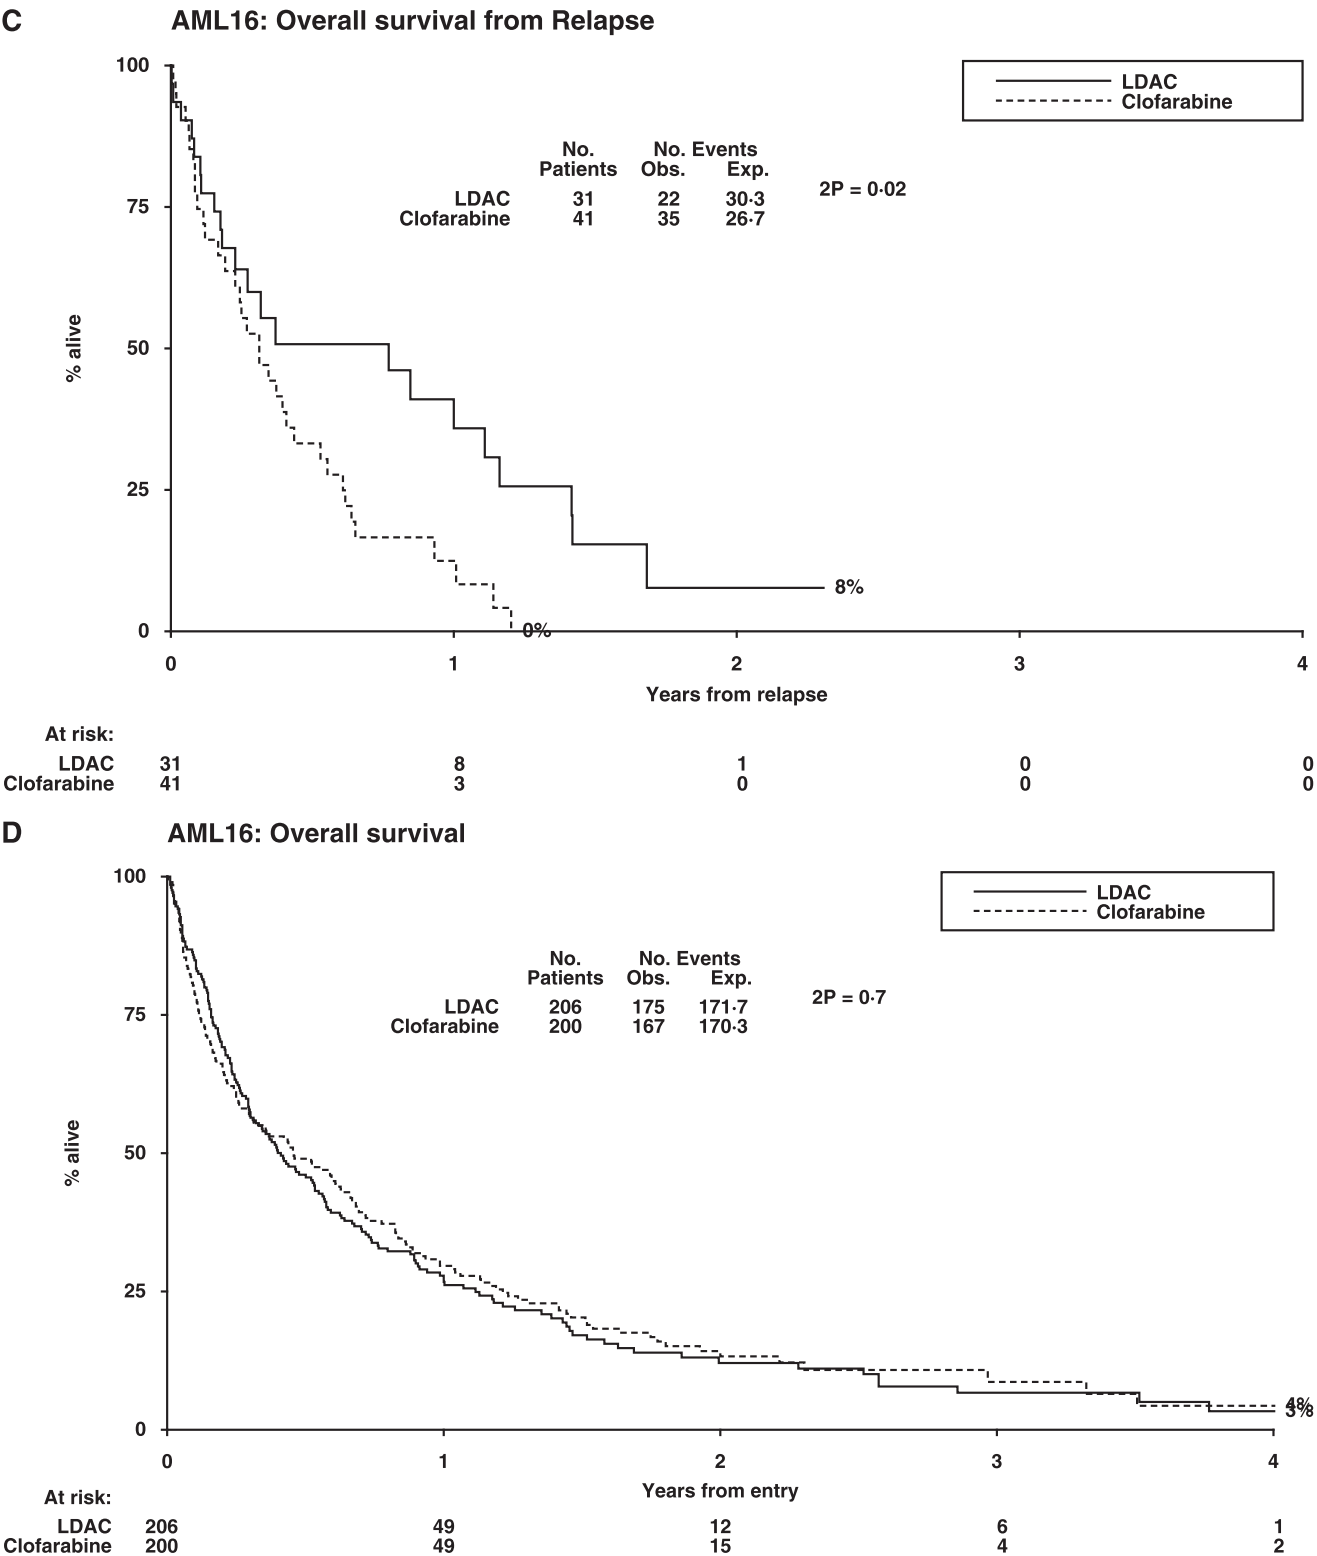 C
AML16: Overall survival from Relapse
100
75
50
25
0
% alive
LDAC
Clofarabine
No. No. Events
Patients Obs. Exp.
LDAC 31 22 30·3
Clofarabine 41 35 26·7
2P = 0·02
8%
0%
0 1 2 3 4
Years from relapse
At risk:
LDAC 31 8 1 0 0
Clofarabine 41 3 0 0 0
D
AML16: Overall survival
100
75
50
25
0
% alive
LDAC
Clofarabine
No. No. Events
Patients Obs. Exp.
LDAC 206 175 171·7
Clofarabine 200 167 170·3
2P = 0·7
4%
3%
0 1 2 3 4
Years from entry
At risk:
LDAC 206 49 12 6 1
Clofarabine 200 49 15 4 2